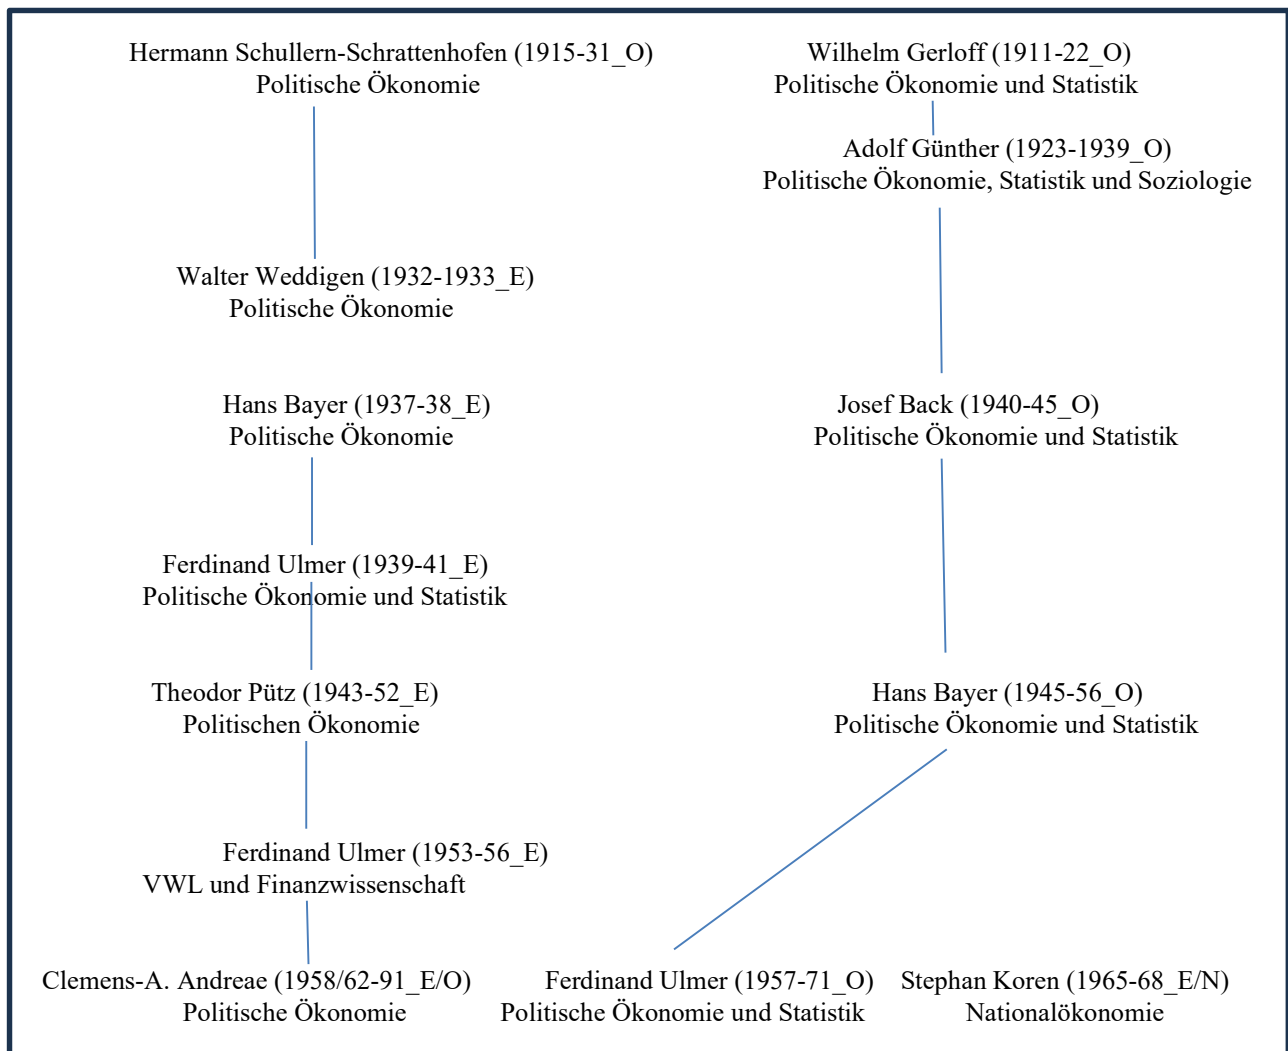 Hermann Schullern-Schrattenhofen (1915-31_O)
Politische Ökonomie
Wilhelm Gerloff (1911-22_O)
Politische Ökonomie und Statistik
Adolf Günther (1923-1939_O)
Politische Ökonomie, Statistik und Soziologie
Walter Weddigen (1932-1933_E)
Politische Ökonomie
Hans Bayer (1937-38_E)
Politische Ökonomie
Josef Back (1940-45_O)
Politische Ökonomie und Statistik
Ferdinand Ulmer (1939-41_E)
Politische Ökonomie und Statistik
Theodor Pütz (1943-52_E)
Politischen Ökonomie
Hans Bayer (1945-56_O)
Politische Ökonomie und Statistik
Ferdinand Ulmer (1953-56_E)
VWL und Finanzwissenschaft
Clemens-A. Andreae (1958/62-91_E/O)
Politische Ökonomie
Ferdinand Ulmer (1957-71_O)
Politische Ökonomie und Statistik
Stephan Koren (1965-68_E/N)
Nationalökonomie